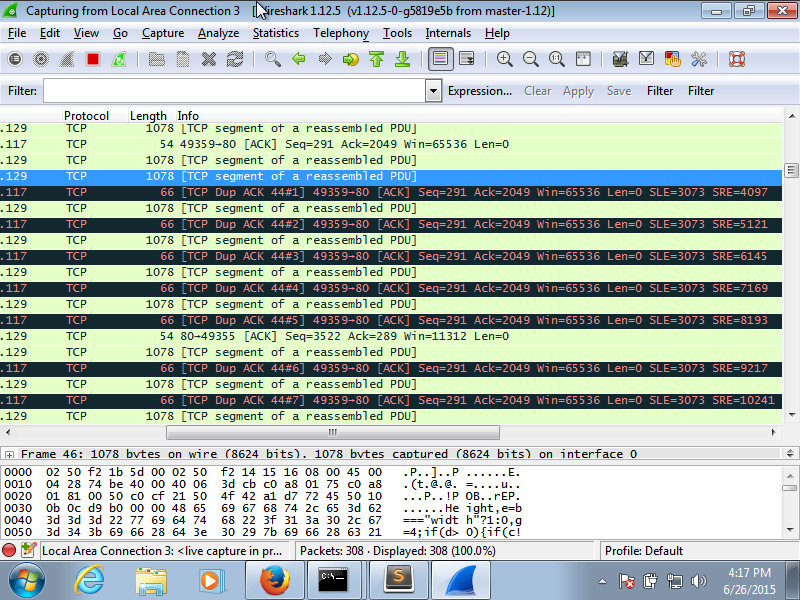 Capturing from Local Area Connection 3 [Wireshark 1.12.5 (v1.12.5-0-g5819e5b from master-1.12)]
File Edit View Go Capture Analyze Statistics Telephony Tools Internals Help
Filter: Expression... Clear Apply Save Filter Filter
Protocol Length Info
.129 TCP 1078 [TCP segment of a reassembled PDU]
.117 TCP 54 49359→80 [ACK] Seq=291 Ack=2049 Win=65536 Len=0
.129 TCP 1078 [TCP segment of a reassembled PDU]
.129 TCP 1078 [TCP segment of a reassembled PDU]
.117 TCP 66 [TCP Dup ACK 44#1] 49359→80 [ACK] Seq=291 Ack=2049 Win=65536 Len=0 SLE=3073 SRE=4097
.129 TCP 1078 [TCP segment of a reassembled PDU]
.117 TCP 66 [TCP Dup ACK 44#2] 49359→80 [ACK] Seq=291 Ack=2049 Win=65536 Len=0 SLE=3073 SRE=5121
.129 TCP 1078 [TCP segment of a reassembled PDU]
.117 TCP 66 [TCP Dup ACK 44#3] 49359→80 [ACK] Seq=291 Ack=2049 Win=65536 Len=0 SLE=3073 SRE=6145
.129 TCP 1078 [TCP segment of a reassembled PDU]
.117 TCP 66 [TCP Dup ACK 44#4] 49359→80 [ACK] Seq=291 Ack=2049 Win=65536 Len=0 SLE=3073 SRE=7169
.129 TCP 1078 [TCP segment of a reassembled PDU]
.117 TCP 66 [TCP Dup ACK 44#5] 49359→80 [ACK] Seq=291 Ack=2049 Win=65536 Len=0 SLE=3073 SRE=8193
.129 TCP 54 80→49355 [ACK] Seq=3522 Ack=289 Win=11312 Len=0
.129 TCP 1078 [TCP segment of a reassembled PDU]
.117 TCP 66 [TCP Dup ACK 44#6] 49359→80 [ACK] Seq=291 Ack=2049 Win=65536 Len=0 SLE=3073 SRE=9217
.129 TCP 1078 [TCP segment of a reassembled PDU]
.117 TCP 66 [TCP Dup ACK 44#7] 49359→80 [ACK] Seq=291 Ack=2049 Win=65536 Len=0 SLE=3073 SRE=10241
.129 TCP 1078 [TCP segment of a reassembled PDU]
Frame 46: 1078 bytes on wire (8624 bits), 1078 bytes captured (8624 bits) on interface 0
0000 02 50 f2 1b 5d 00 02 50 f2 14 15 16 08 00 45 00 .P..]..P ......E.
0010 04 28 74 be 40 00 40 06 3d cb c0 a8 01 75 c0 a8 .(t.@.@. =....u..
0020 01 81 00 50 c0 cf 21 50 4f 42 a1 d7 72 45 50 10 ...P..!P OB..rEP.
0030 0b 0c d9 b0 00 00 48 65 69 67 68 74 2c 65 3d 62 ......He ight,e=b
0040 3d 3d 3d 22 77 69 64 74 68 22 3f 31 3a 30 2c 67 ==="widt h"?1:0,g
0050 3d 34 3b 69 66 28 64 3e 30 29 7b 69 66 28 63 21 =4;if(d> 0){if(c!
Local Area Connection 3: <live capture in pr... Packets: 308 · Displayed: 308 (100.0%) Profile: Default
C:\_
4:17 PM
6/26/2015